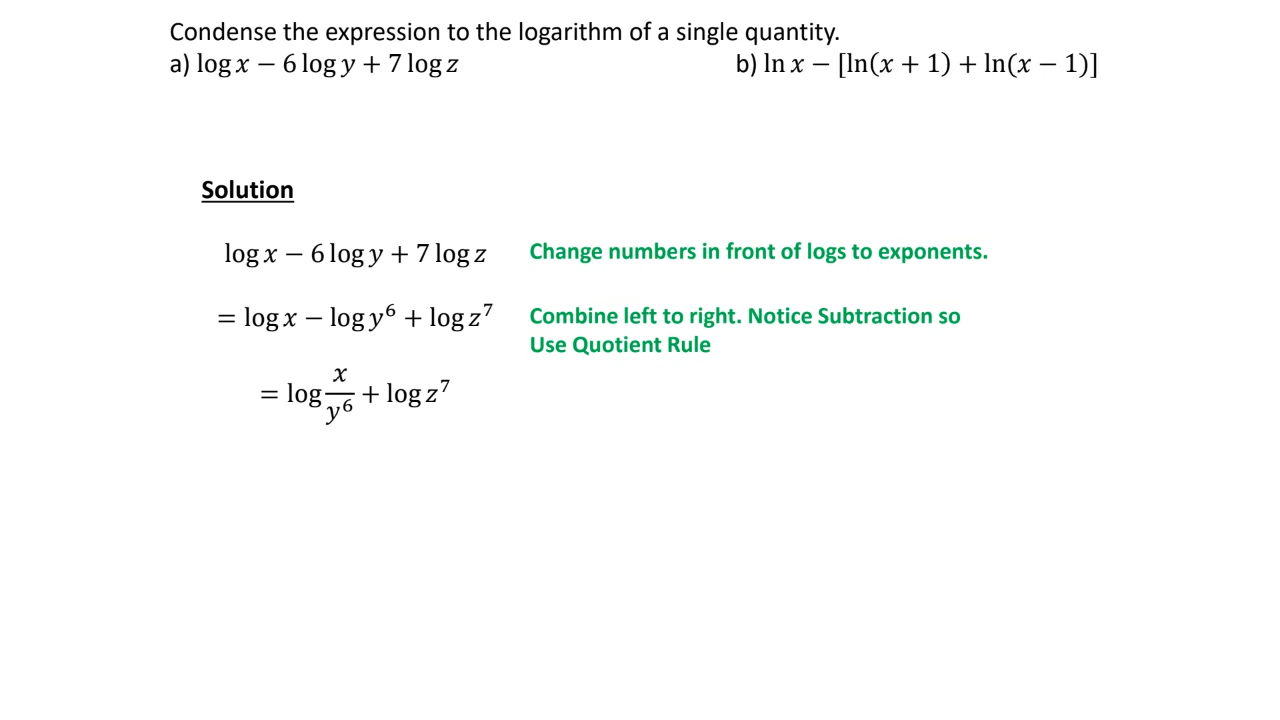 Condense the expression to the logarithm of a single quantity.
a) log x − 6 log y + 7 log z b) ln x − [ln(x + 1) + ln(x − 1)]
Solution
log x − 6 log y + 7 log z Change numbers in front of logs to exponents.
= log x − log y⁶ + log z⁷ Combine left to right. Notice Subtraction so
Use Quotient Rule
= log x/y⁶ + log z⁷